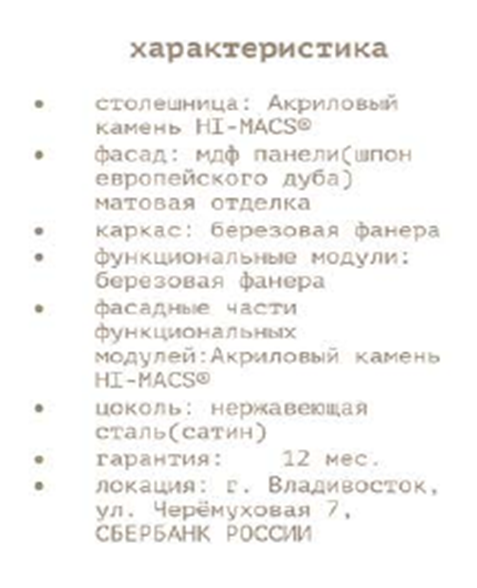 характеристика
• столешница: Акриловый
камень HI-MACS®
• фасад: мдф панели(шпон
европейского дуба)
матовая отделка
• каркас: березовая фанера
• функциональные модули:
березовая фанера
• фасадные части
функциональных
модулей:Акриловый камень
HI-MACS®
• цоколь: нержавеющая
сталь(сатин)
• гарантия: 12 мес.
• локация: г. Владивосток,
ул. Черёмуховая 7,
СБЕРБАНК РОССИИ